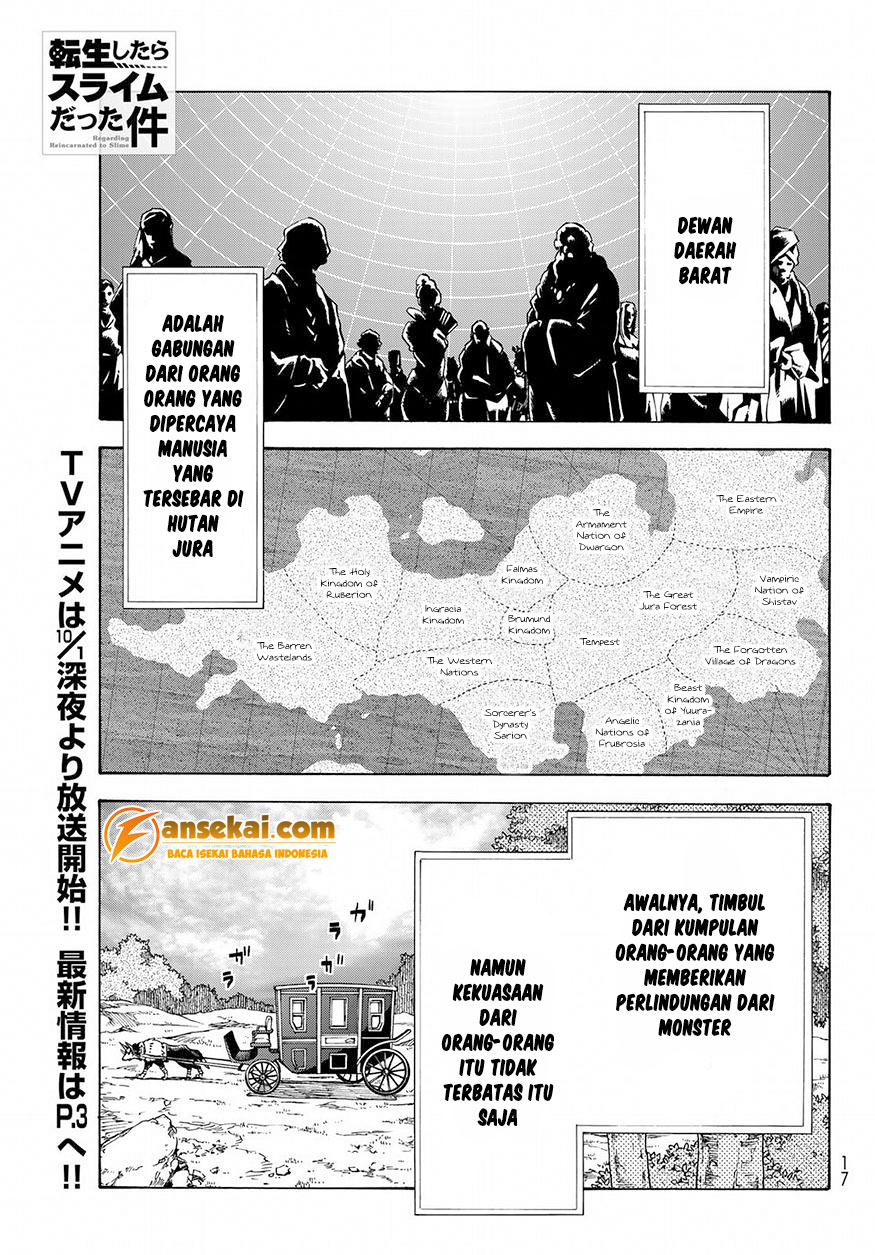 転生したら
スライム
だった件
Regarding
Reincarnated to Slime
DEWAN
DAERAH
BARAT
ADALAH
GABUNGAN
DARI ORANG
ORANG YANG
DIPERCAYA
MANUSIA
YANG
TERSEBAR DI
HUTAN
JURA
The Eastern
Empire
The
Armament
Nation of
Dwargon
The Holy
Kingdom of
Ruberion
Falmas
Kingdom
Vampiric
Nation of
Shistav
The Great
Jura Forest
Ingracia
Kingdom
Brumund
Kingdom
Tempest
The Barren
Wastelands
The Western
Nations
The Forgotten
Village of Dragons
Beast
Kingdom
of Yuura-
zania
Sorcerer's
Dynasty
Sarion
Angelic
Nations of
Frubrosia
TVアニメは10/1深夜より放送開始!! 最新情報はP.3へ!!
ansekai.com
BACA ISEKAI BAHASA INDONESIA
AWALNYA, TIMBUL
DARI KUMPULAN
ORANG-ORANG YANG
MEMBERIKAN
PERLINDUNGAN DARI
MONSTER
NAMUN
KEKUASAAN
DARI
ORANG-ORANG
ITU TIDAK
TERBATAS ITU
SAJA
ガラ
ガラ
17